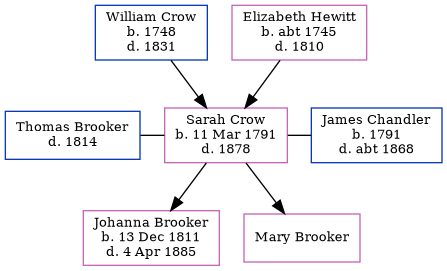 William Crow
b. 1748
d. 1831
Elizabeth Hewitt
b. abt 1745
d. 1810
Thomas Brooker
d. 1814
Sarah Crow
b. 11 Mar 1791
d. 1878
James Chandler
b. 1791
d. abt 1868
Johanna Brooker
b. 13 Dec 1811
d. 4 Apr 1885
Mary Brooker